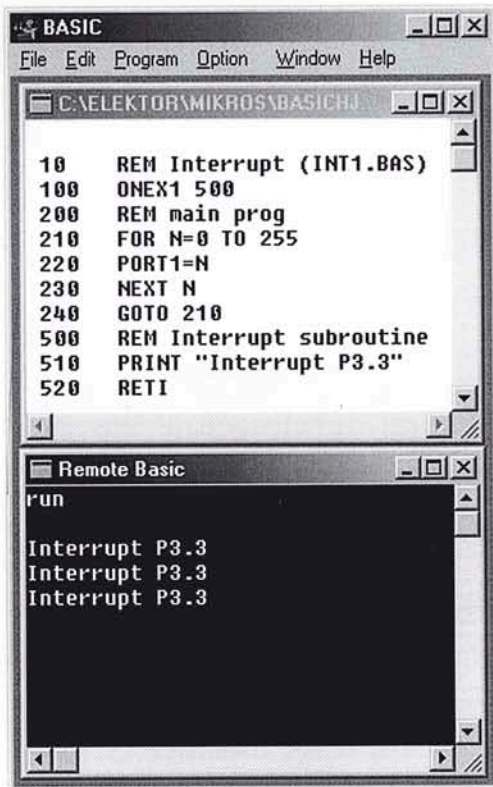 BASIC
File Edit Program Option Window Help
C:\ELEKTOR\MIKROS\BASICHJ
10 REM Interrupt (INT1.BAS)
100 ONEX1 500
200 REM main prog
210 FOR N=0 TO 255
220 PORT1=N
230 NEXT N
240 GOTO 210
500 REM Interrupt subroutine
510 PRINT "Interrupt P3.3"
520 RETI
Remote Basic
run
Interrupt P3.3
Interrupt P3.3
Interrupt P3.3